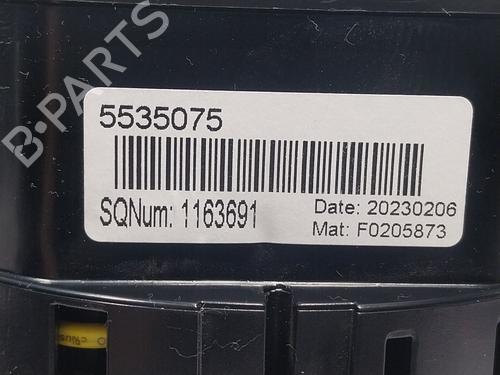 B·PARTS
5535075
SQNum: 1163691
Date: 20230206
Mat: F0205873